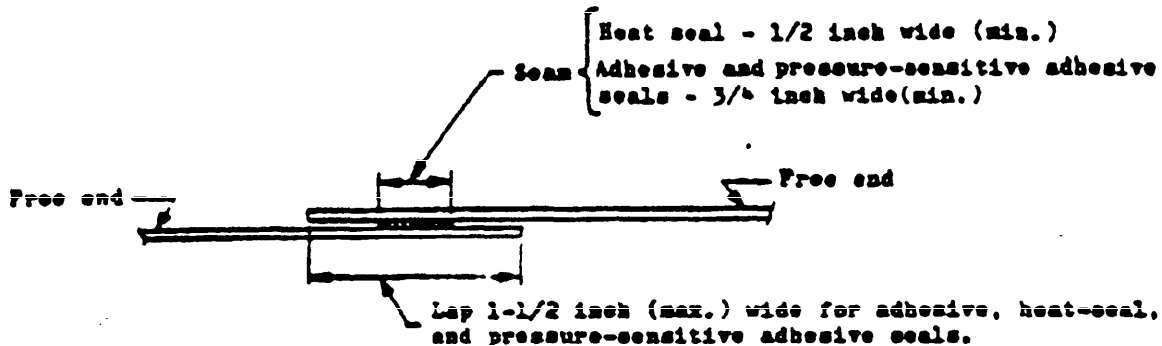 Heat seal - 1/2 inch wide (min.)
Seam
Adhesive and pressure-sensitive adhesive
seals - 3/4 inch wide(min.)
Free end
Free end
Lap 1-1/2 inch (max.) wide for adhesive, heat-seal,
and pressure-sensitive adhesive seals.